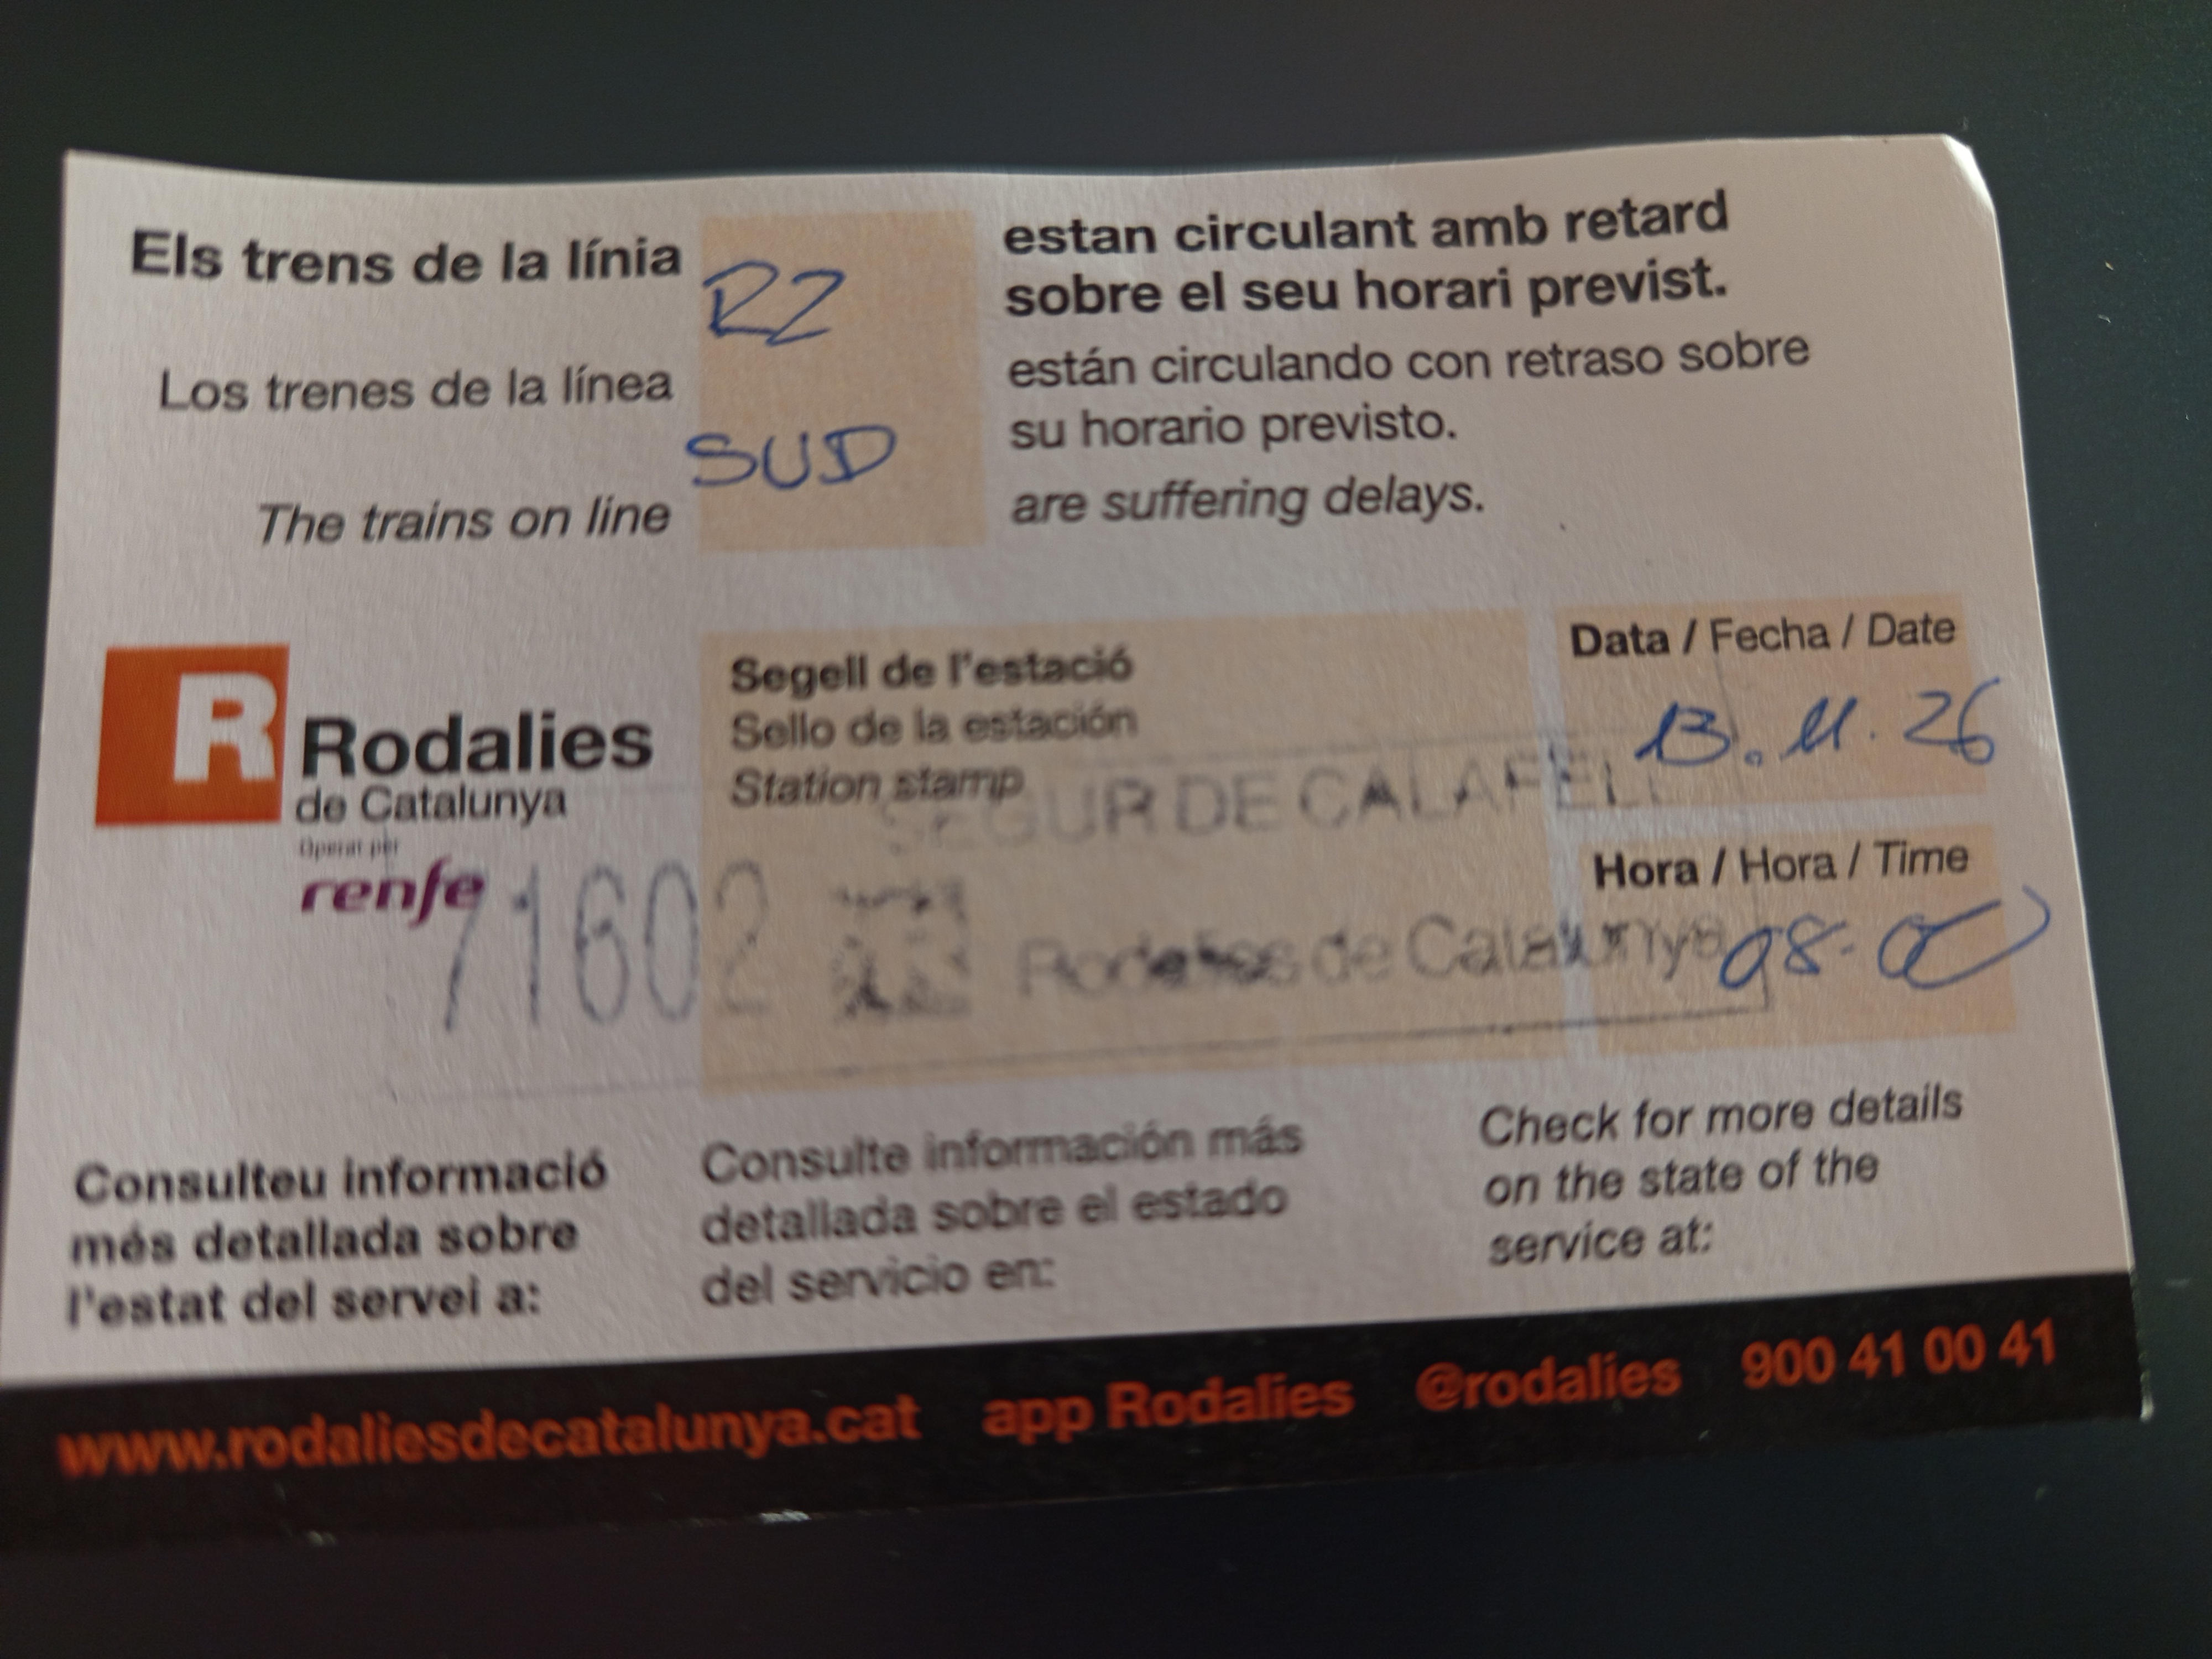 Els trens de la línia
Los trenes de la línea
The trains on line
R2
SUD
estan circulant amb retard
sobre el seu horari previst.
están circulando con retraso sobre
su horario previsto.
are suffering delays.
R
Rodalies
de Catalunya
Operat per
renfe
Segell de l'estació
Sello de la estación
Station stamp
SEGUR DE CALAFELL
71602
Rodalies de Catalunya
Data / Fecha / Date
26
Hora / Hora / Time
08:
Consulteu informació
més detallada sobre
l'estat del servei a:
Consulte información más
detallada sobre el estado
del servicio en:
Check for more details
on the state of the
service at:
www.rodaliesdecatalunya.cat app Rodalies @rodalies 900 41 00 41